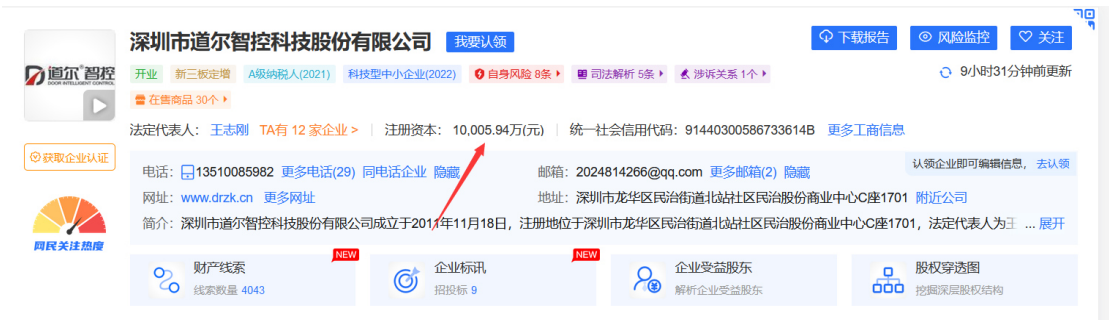 深圳市道尔智控科技股份有限公司 我要认领 下载报告 风险监控 关注
道尔®智控
DOOR INTELLIGENT CONTROL
开业 新三板定增 A级纳税人(2021) 科技型中小企业(2022) 自身风险 8条 司法解析 5条 涉诉关系 1个 9小时31分钟前更新
在售商品 30个
法定代表人： 王志刚 TA有 12 家企业 > 注册资本： 10,005.94万(元) 统一社会信用代码：91440300586733614B 更多工商信息
获取企业认证
电话： 13510085982 更多电话(29) 同电话企业 隐藏 邮箱： 2024814266@qq.com 更多邮箱(2) 隐藏 认领企业即可编辑信息， 去认领
网址： www.drzk.cn 更多网址 地址： 深圳市龙华区民治街道北站社区民治股份商业中心C座1701 附近公司
简介： 深圳市道尔智控科技股份有限公司成立于2011年11月18日，注册地位于深圳市龙华区民治街道北站社区民治股份商业中心C座1701，法定代表人为王 ... 展开
网民关注热度
财产线索 NEW 企业标讯 NEW 企业受益股东 股权穿透图
线索数量 4043 招投标 9 解析企业受益股东 挖掘深层股权结构